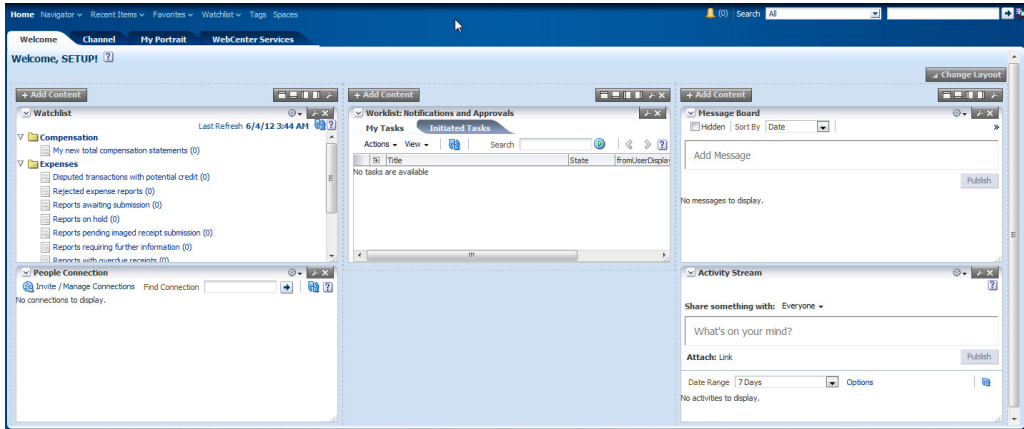 Home Navigator Recent Items Favorites Watchlist Tags Spaces (0) Search All
Welcome Channel My Portrait WebCenter Services
Welcome, SETUP! ?
Change Layout
+ Add Content
Watchlist
Last Refresh 6/4/12 3:44 AM ?
Compensation
My new total compensation statements (0)
Expenses
Disputed transactions with potential credit (0)
Rejected expense reports (0)
Reports awaiting submission (0)
Reports on hold (0)
Reports pending imaged receipt submission (0)
Reports requiring further information (0)
Reports with overdue receipts (0)
People Connection
Invite / Manage Connections Find Connection ?
No connections to display.
+ Add Content
Worklist: Notifications and Approvals
My Tasks Initiated Tasks
Actions View Search ?
Title State fromUserDisplay
No tasks are available
+ Add Content
Message Board
Hidden Sort By Date »
Add Message
Publish
No messages to display.
Activity Stream
?
Share something with: Everyone
What's on your mind?
Attach: Link Publish
Date Range 7 Days Options
No activities to display.